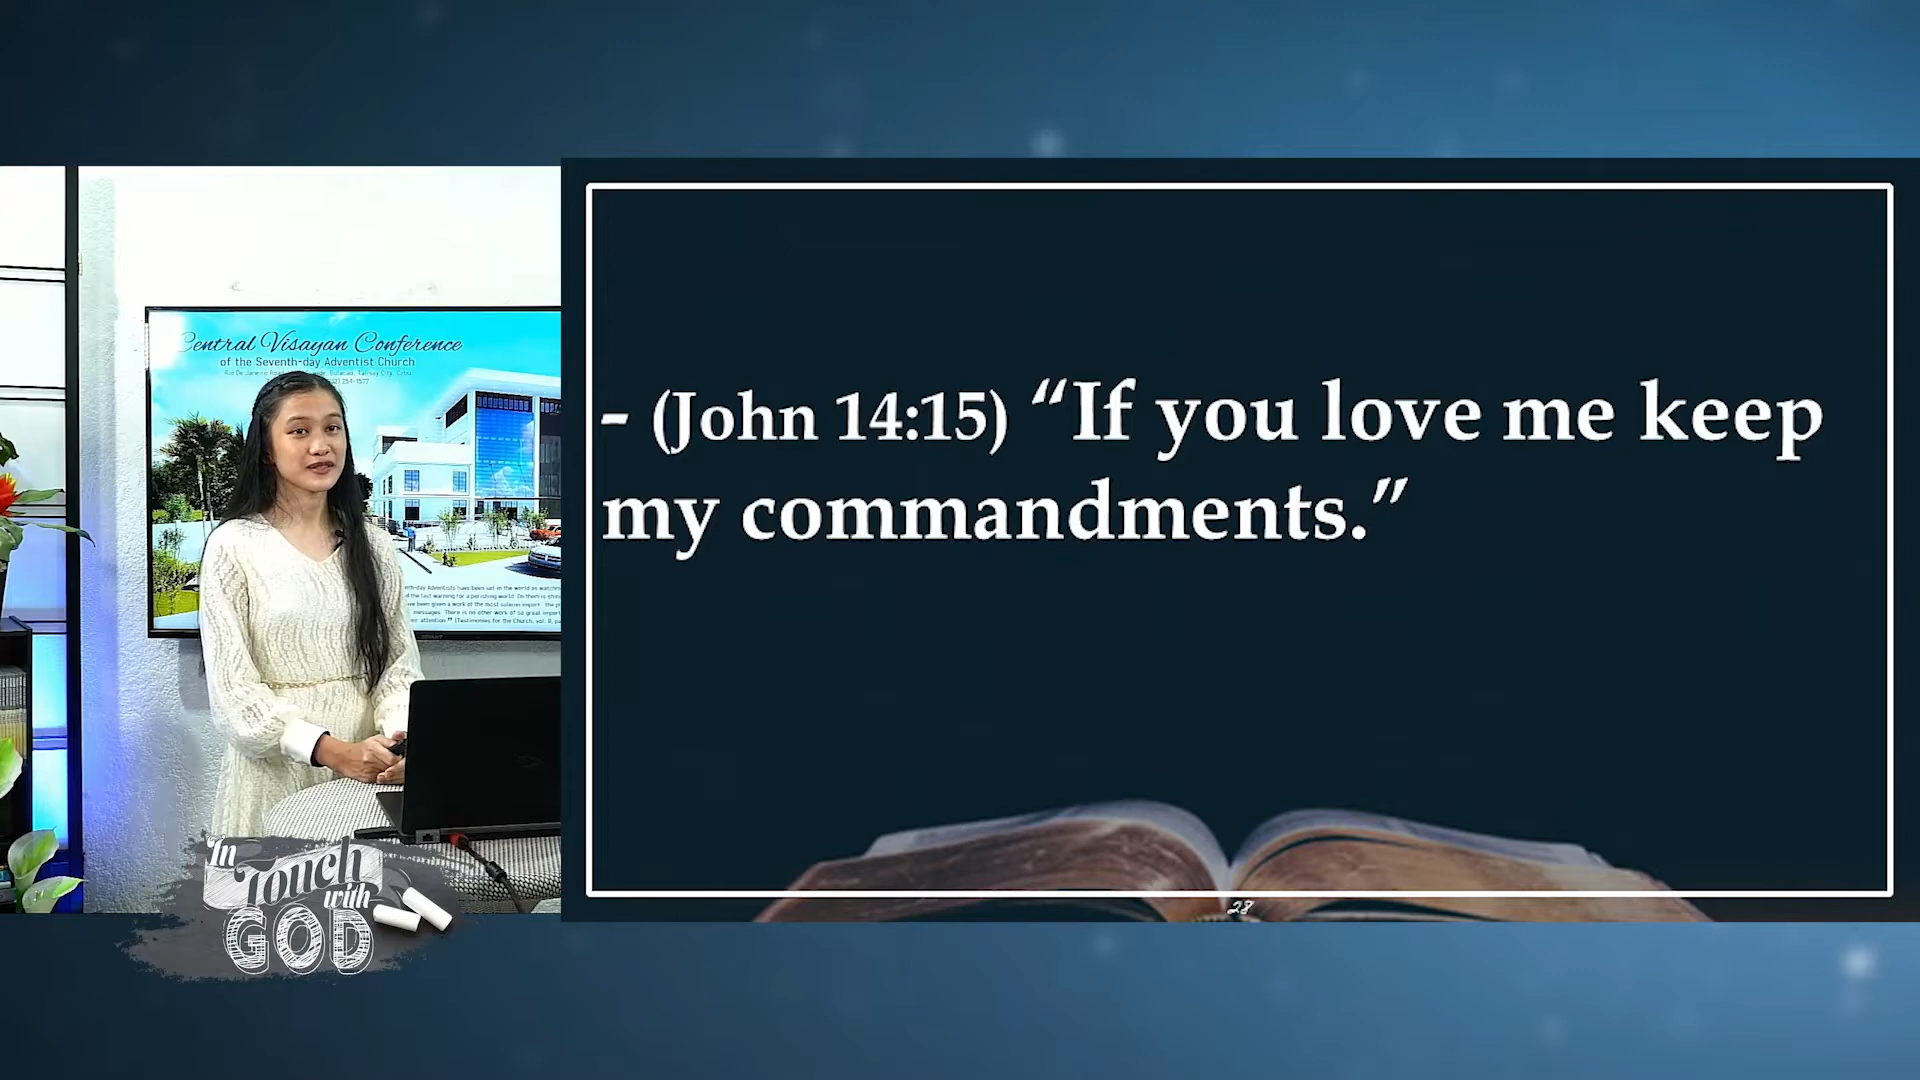 Central Visayan Conference
of the Seventh-day Adventist Church
- (John 14:15) “If you love me keep
my commandments.”
28
In
Touch
with
GOD